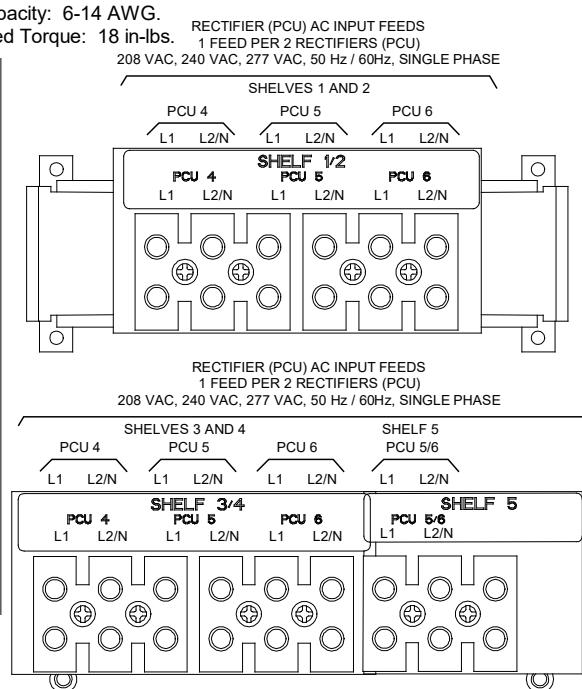 pacity: 6-14 AWG.
ed Torque: 18 in-lbs.
RECTIFIER (PCU) AC INPUT FEEDS
1 FEED PER 2 RECTIFIERS (PCU)
208 VAC, 240 VAC, 277 VAC, 50 Hz / 60Hz, SINGLE PHASE
SHELVES 1 AND 2
PCU 4 PCU 5 PCU 6
L1 L2/N L1 L2/N L1 L2/N
SHELF 1/2
PCU 4 PCU 5 PCU 6
L1 L2/N L1 L2/N L1 L2/N
RECTIFIER (PCU) AC INPUT FEEDS
1 FEED PER 2 RECTIFIERS (PCU)
208 VAC, 240 VAC, 277 VAC, 50 Hz / 60Hz, SINGLE PHASE
SHELVES 3 AND 4 SHELF 5
PCU 4 PCU 5 PCU 6 PCU 5/6
L1 L2/N L1 L2/N L1 L2/N L1 L2/N
SHELF 3/4 SHELF 5
PCU 4 PCU 5 PCU 6 PCU 5/6
L1 L2/N L1 L2/N L1 L2/N L1 L2/N